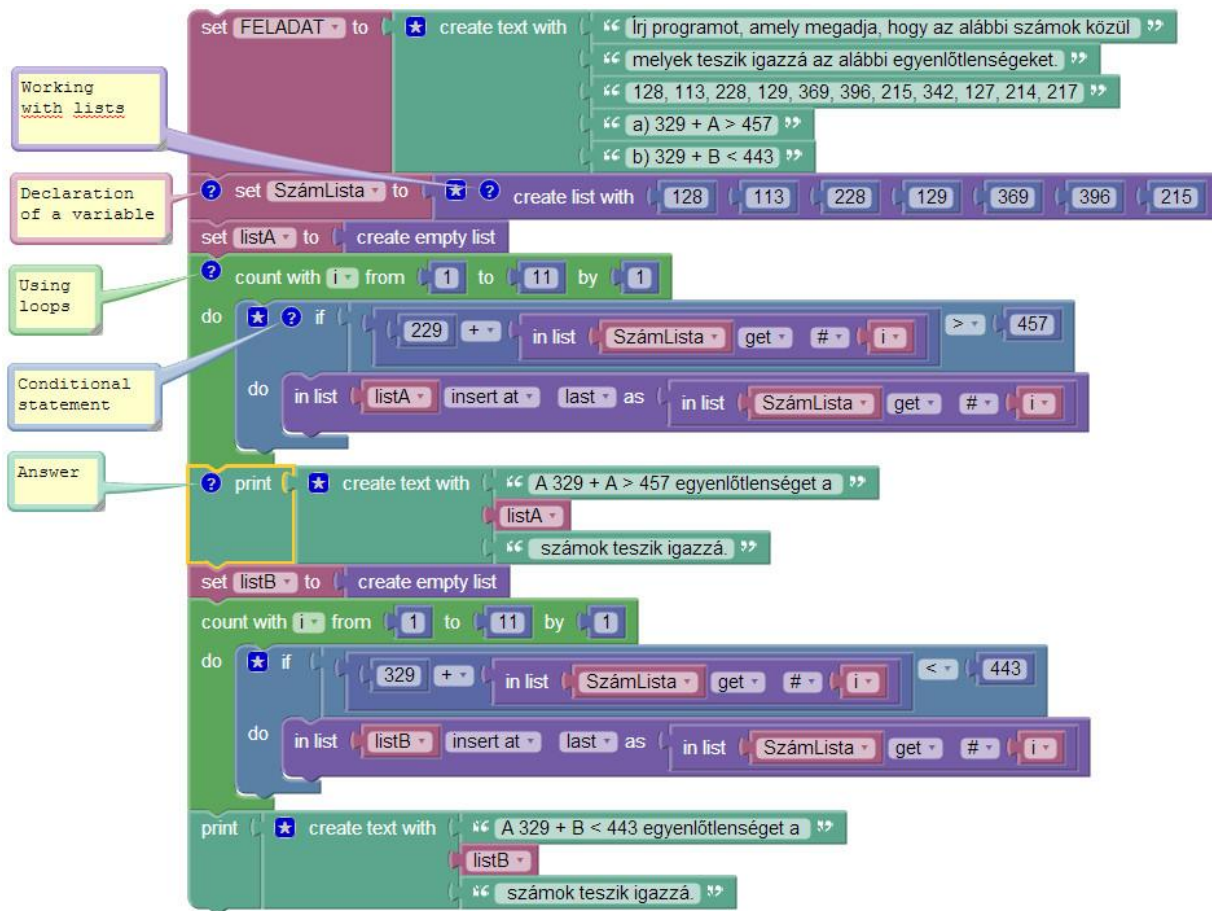 set FELADAT to create text with “ Írj programot, amely megadja, hogy az alábbi számok közül ”
“ melyek teszik igazzá az alábbi egyenlőtlenségeket. ”
“ 128, 113, 228, 129, 369, 396, 215, 342, 127, 214, 217 ”
“ a) 329 + A > 457 ”
“ b) 329 + B < 443 ”
Working
with lists
Declaration
of a variable
? set SzámLista to ? create list with 128 113 228 129 369 396 215
set listA to create empty list
Using
loops
? count with i from 1 to 11 by 1
do ? if 229 + in list SzámLista get # i > 457
Conditional
statement
do in list listA insert at last as in list SzámLista get # i
Answer
? print create text with “ A 329 + A > 457 egyenlőtlenséget a ”
listA
“ számok teszik igazzá. ”
set listB to create empty list
count with i from 1 to 11 by 1
do if 329 + in list SzámLista get # i < 443
do in list listB insert at last as in list SzámLista get # i
print create text with “ A 329 + B < 443 egyenlőtlenséget a ”
listB
“ számok teszik igazzá. ”